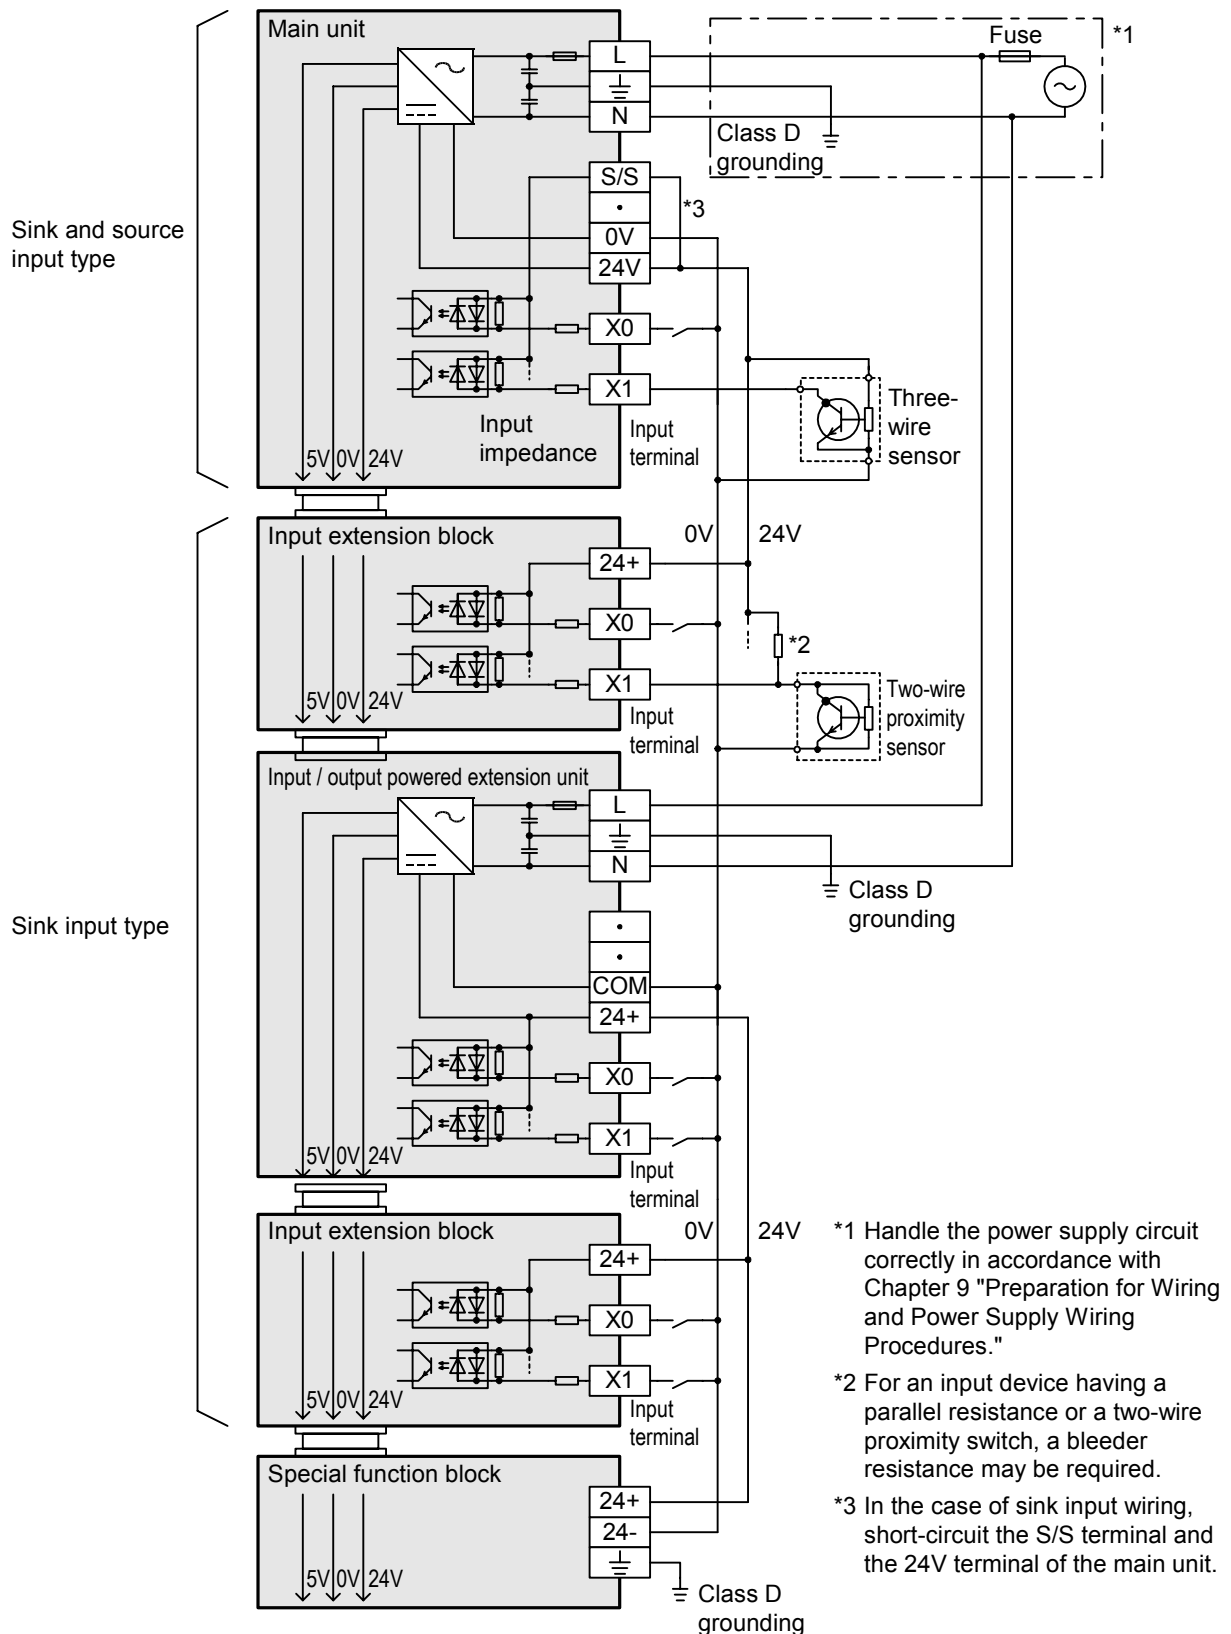 Main unit
L
N
Fuse
*1
Class D
grounding
S/S
0V
24V
*3
Sink and source
input type
X0
X1
Three-
wire
sensor
Input
impedance
Input
terminal
5V 0V 24V
Input extension block
0V
24V
24+
X0
*2
X1
Two-wire
proximity
sensor
Input
terminal
5V 0V 24V
Input / output powered extension unit
L
N
Class D
grounding
Sink input type
COM
24+
X0
X1
Input
terminal
5V 0V 24V
Input extension block
0V
24V
24+
X0
X1
Input
terminal
5V 0V 24V
Special function block
24+
24-
5V 0V 24V
Class D
grounding
*1 Handle the power supply circuit
correctly in accordance with
Chapter 9 "Preparation for Wiring
and Power Supply Wiring
Procedures."
*2 For an input device having a
parallel resistance or a two-wire
proximity switch, a bleeder
resistance may be required.
*3 In the case of sink input wiring,
short-circuit the S/S terminal and
the 24V terminal of the main unit.